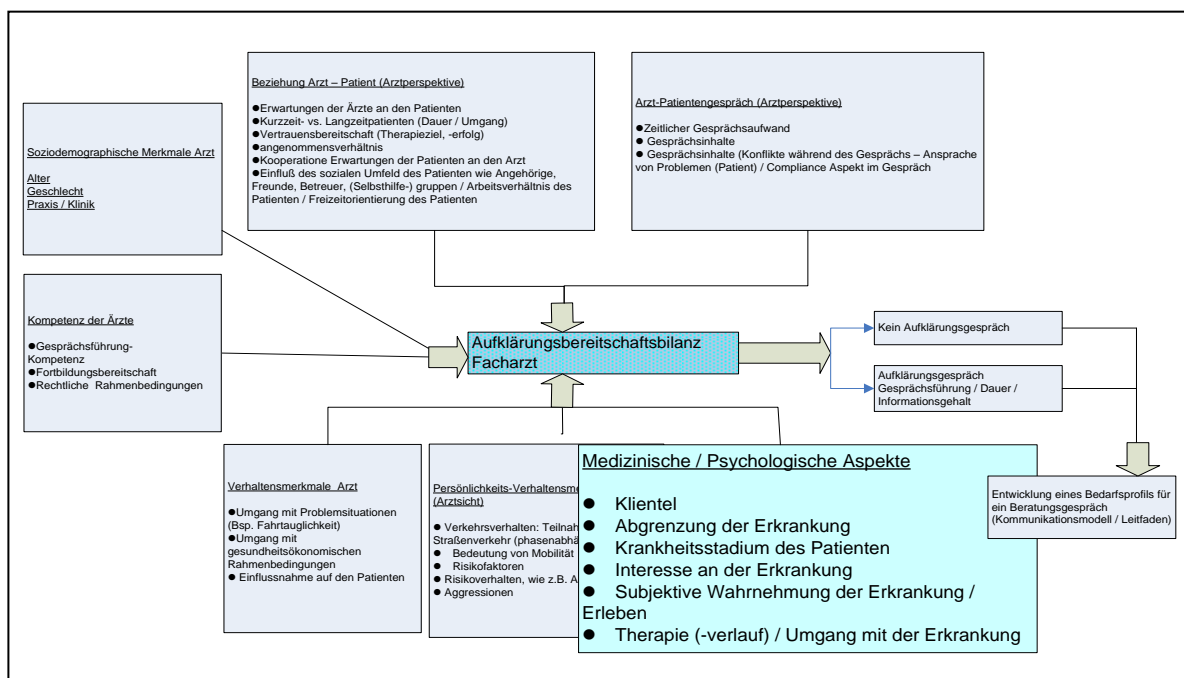 Beziehung Arzt – Patient (Arztperspektive)
●Erwartungen der Ärzte an den Patienten
●Kurzzeit- vs. Langzeitpatienten (Dauer / Umgang)
●Vertrauensbereitschaft (Therapieziel, -erfolg)
●angenommensverhältnis
●Kooperatione Erwartungen der Patienten an den Arzt
●Einfluß des sozialen Umfeld des Patienten wie Angehörige,
Freunde, Betreuer, (Selbsthilfe-) gruppen / Arbeitsverhältnis des
Patienten / Freizeitorientierung des Patienten
Arzt-Patientengespräch (Arztperspektive)
●Zeitlicher Gesprächsaufwand
● Gesprächsinhalte
● Gesprächsinhalte (Konflikte während des Gesprächs – Ansprache
von Problemen (Patient) / Compliance Aspekt im Gespräch
Soziodemographische Merkmale Arzt
Alter
Geschlecht
Praxis / Klinik
Kompetenz der Ärzte
●Gesprächsführung-
Kompetenz
●Fortbildungsbereitschaft
●Rechtliche Rahmenbedingungen
Aufklärungsbereitschaftsbilanz
Facharzt
Kein Aufklärungsgespräch
Aufklärungsgespräch
Gesprächsführung / Dauer /
Informationsgehalt
Verhaltensmerkmale Arzt
●Umgang mit Problemsituationen
(Bsp. Fahrtauglichkeit)
●Umgang mit
gesundheitsökonomischen
Rahmenbedingungen
● Einflussnahme auf den Patienten
(Arztsicht)
● Verkehrsverhalten:
● Bedeutung von Mobilität
● Risikofaktoren
● Risikoverhalten, wie z.B.
● Aggressionen
Medizinische / Psychologische Aspekte
● Klientel
● Abgrenzung der Erkrankung
● Krankheitsstadium des Patienten
● Interesse an der Erkrankung
● Subjektive Wahrnehmung der Erkrankung /
Erleben
● Therapie (-verlauf) / Umgang mit der Erkrankung
Entwicklung eines Bedarfsprofils für
ein Beratungsgespräch
(Kommunikationsmodell / Leitfaden)